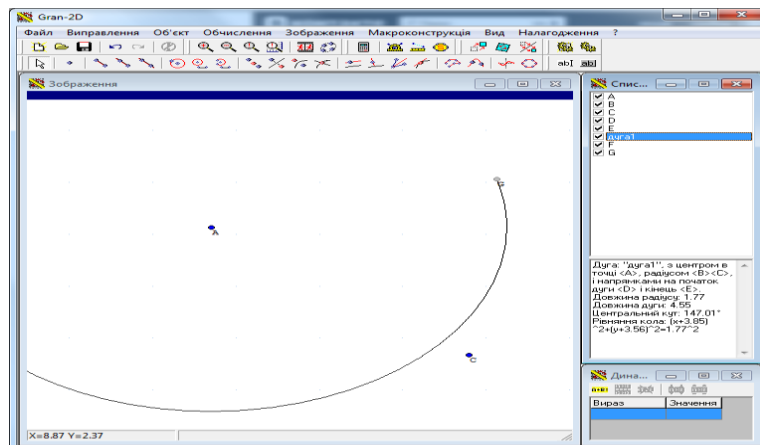 Gran-2D
Файл Виправлення Об'єкт Обчислення Зображення Макроконструкція Вид Налагодження ?
abI abI
Зображення
A
C
X=8.87 Y=2.37
Спис...
A
B
C
D
E
дуга1
F
G
Дуга: "дуга1", з центром в
точці <A>, радіусом <B><C>,
і напрямками на початок
дуги <D> і кінець <E>.
Довжина радіусу: 1.77
Довжина дуги: 4.55
Центральний кут: 147.01°
Рівняння кола: (x+3.85)
^2+(y+3.56)^2=1.77^2
Дина...
Вираз Значення